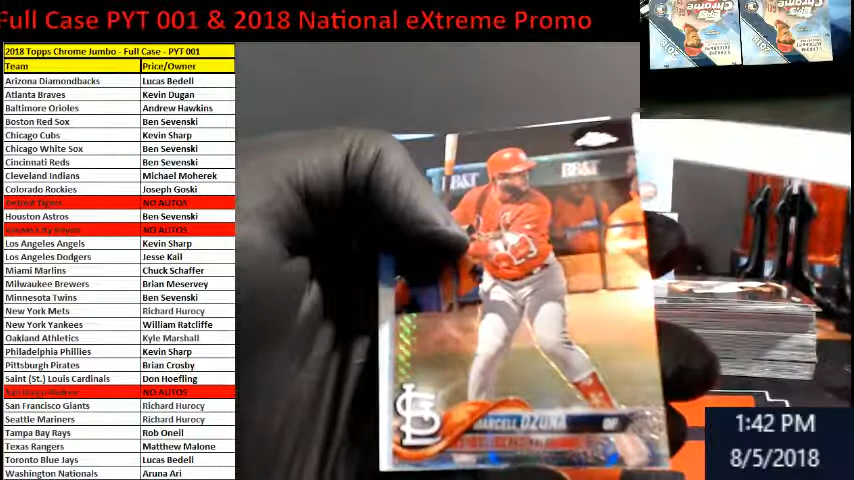 Full Case PYT 001 & 2018 National eXtreme Promo
2018 Topps Chrome Jumbo - Full Case - PYT 001
Team Price/Owner
Arizona Diamondbacks Lucas Bedell
Atlanta Braves Kevin Dugan
Baltimore Orioles Andrew Hawkins
Boston Red Sox Ben Sevenski
Chicago Cubs Kevin Sharp
Chicago White Sox Ben Sevenski
Cincinnati Reds Ben Sevenski
Cleveland Indians Michael Moherek
Colorado Rockies Joseph Goski
Detroit Tigers NO AUTOS
Houston Astros Ben Sevenski
Kansas City Royals NO AUTOS
Los Angeles Angels Kevin Sharp
Los Angeles Dodgers Jesse Kail
Miami Marlins Chuck Schaffer
Milwaukee Brewers Brian Meservey
Minnesota Twins Ben Sevenski
New York Mets Richard Hurocy
New York Yankees William Ratcliffe
Oakland Athletics Kyle Marshall
Philadelphia Phillies Kevin Sharp
Pittsburgh Pirates Brian Crosby
Saint (St.) Louis Cardinals Don Hoefling
NO AUTOS
San Francisco Giants Richard Hurocy
Seattle Mariners Richard Hurocy
Tampa Bay Rays Rob Oneil
Texas Rangers Matthew Malone
Toronto Blue Jays Lucas Bedell
Washington Nationals Aruna Ari
BB&T
BB&T
MARCELL OZUNA OF
2018
2018
1:42 PM
8/5/2018